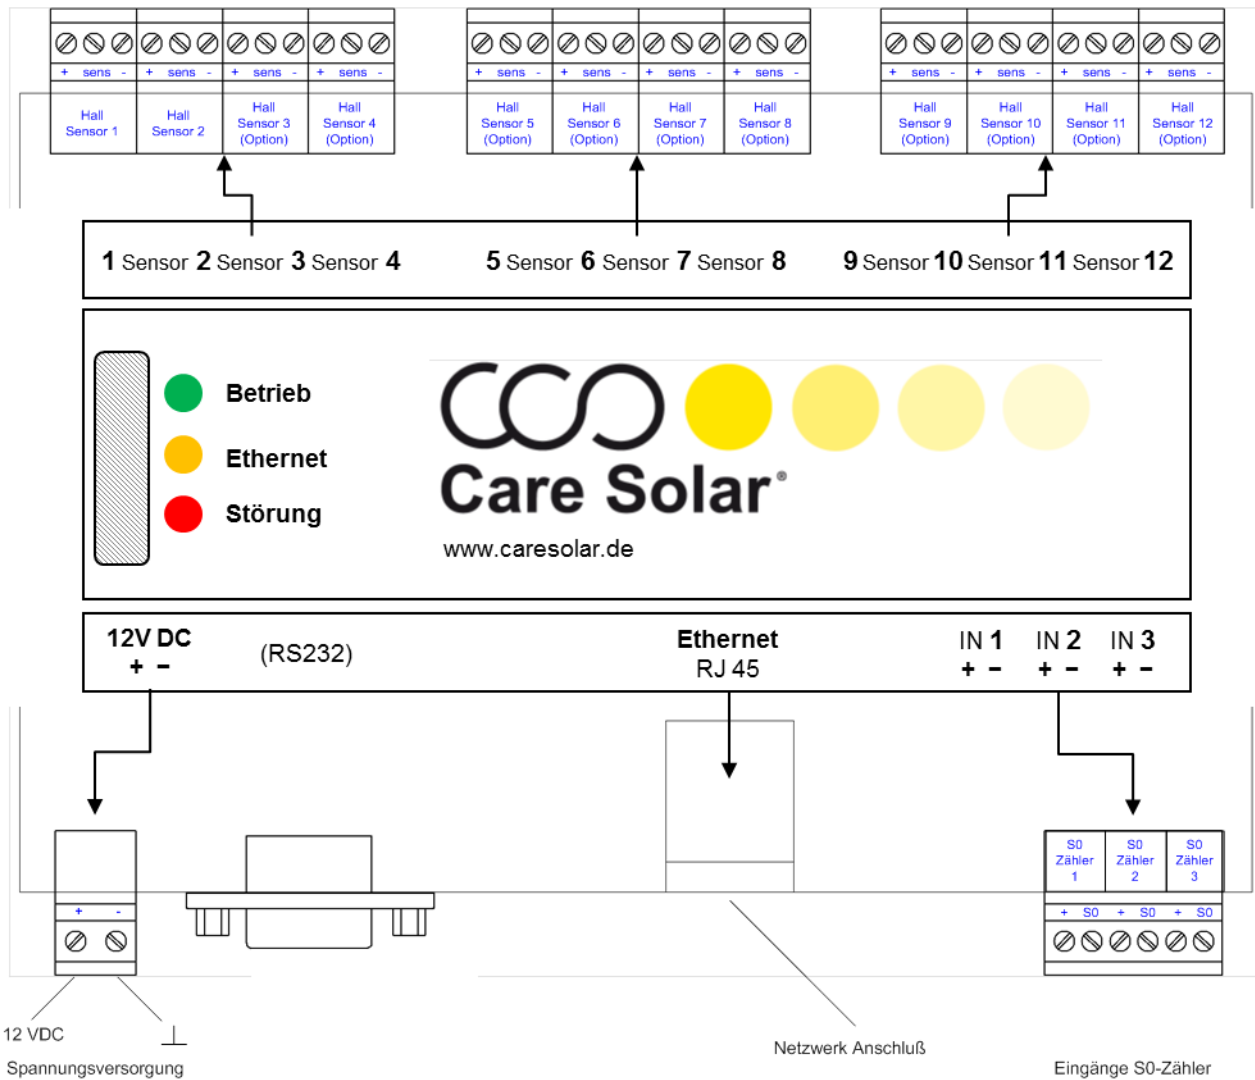 + sens - + sens - + sens - + sens -
+ sens - + sens - + sens - + sens -
+ sens - + sens - + sens - + sens -
Hall
Sensor 1
Hall
Sensor 2
Hall
Sensor 3
(Option)
Hall
Sensor 4
(Option)
Hall
Sensor 5
(Option)
Hall
Sensor 6
(Option)
Hall
Sensor 7
(Option)
Hall
Sensor 8
(Option)
Hall
Sensor 9
(Option)
Hall
Sensor 10
(Option)
Hall
Sensor 11
(Option)
Hall
Sensor 12
(Option)
1 Sensor 2 Sensor 3 Sensor 4
5 Sensor 6 Sensor 7 Sensor 8
9 Sensor 10 Sensor 11 Sensor 12
Betrieb
Ethernet
Störung
Care Solar®
www.caresolar.de
12V DC
+ -
(RS232)
Ethernet
RJ 45
IN 1 IN 2 IN 3
+ - + - + -
S0
Zähler
1
S0
Zähler
2
S0
Zähler
3
+ -
+ S0 + S0 + S0
12 VDC
Spannungsversorgung
Netzwerk Anschluß
Eingänge S0-Zähler